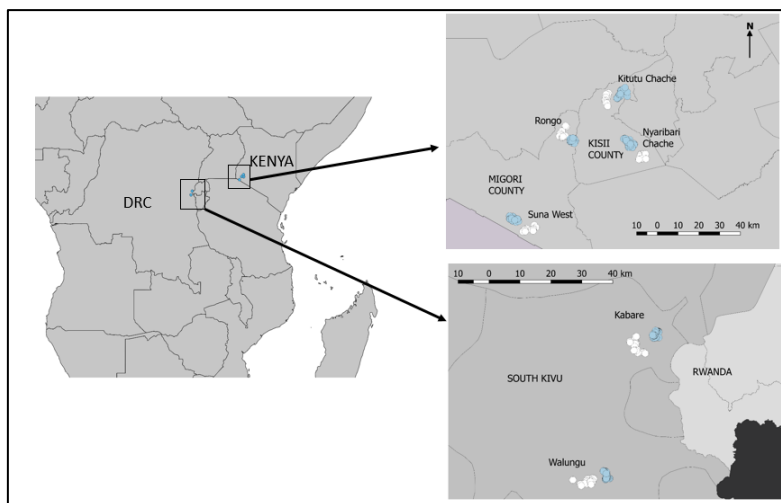 DRC
KENYA
N
Kitutu Chache
Rongo
Nyaribari
Chache
KISII
COUNTY
MIGORI
COUNTY
Suna West
10 0 10 20 30 40 km
10 0 10 20 30 40 km
Kabare
SOUTH KIVU
RWANDA
Walungu